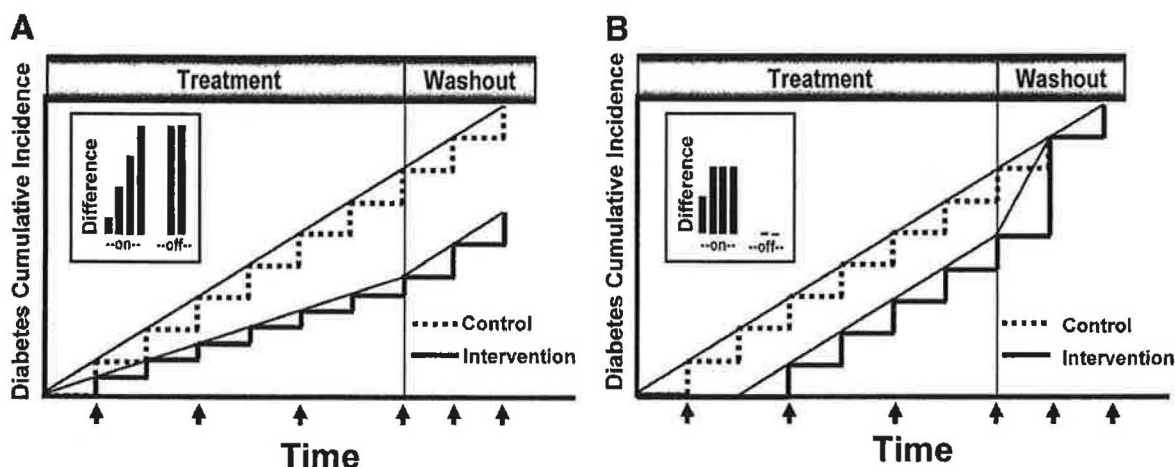 A
Diabetes Cumulative Incidence
Treatment
Washout
Difference
--on--
--off--
Control
Intervention
Time
B
Diabetes Cumulative Incidence
Treatment
Washout
Difference
--on--
--off--
Control
Intervention
Time